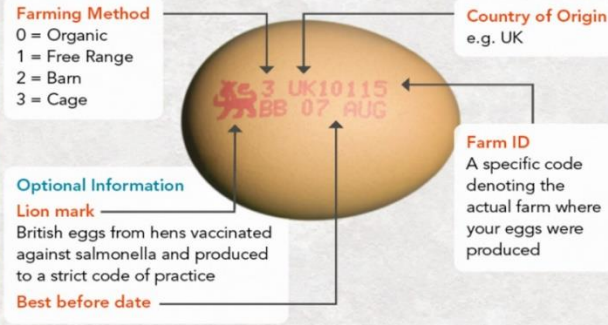 Farming Method
0 = Organic
1 = Free Range
2 = Barn
3 = Cage
Country of Origin
e.g. UK
3 UK10115
BB 07 AUG
Farm ID
A specific code
denoting the
actual farm where
your eggs were
produced
Optional Information
Lion mark
British eggs from hens vaccinated
against salmonella and produced
to a strict code of practice
Best before date